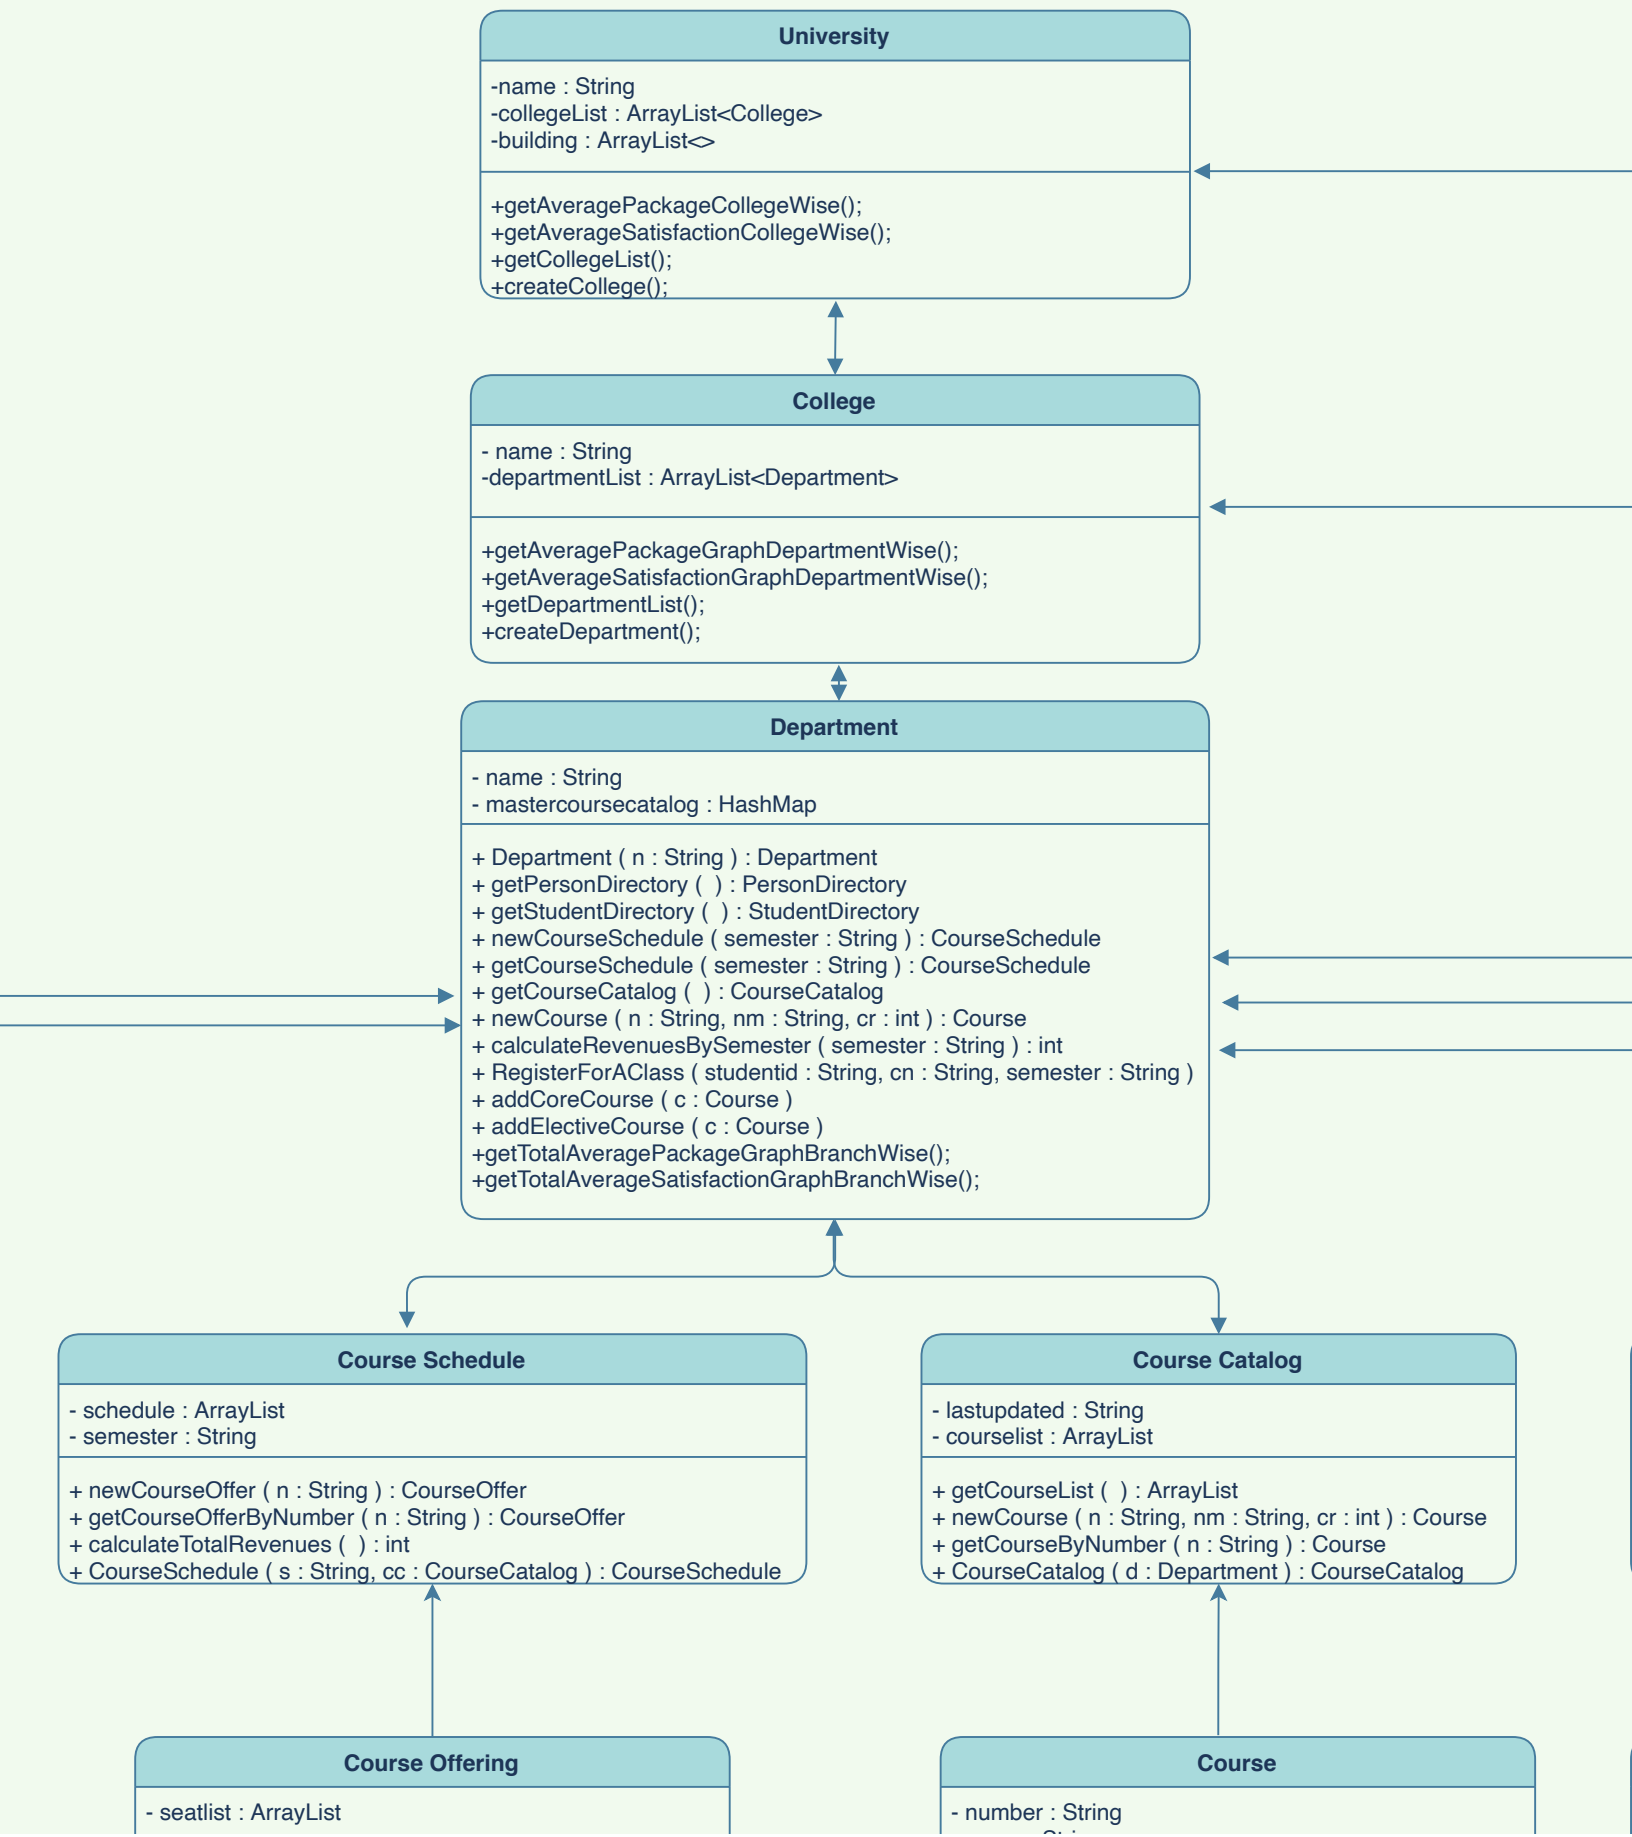 University
-name : String
-collegeList : ArrayList<College>
-building : ArrayList<>
+getAveragePackageCollegeWise();
+getAverageSatisfactionCollegeWise();
+getCollegeList();
+createCollege();
College
- name : String
-departmentList : ArrayList<Department>
+getAveragePackageGraphDepartmentWise();
+getAverageSatisfactionGraphDepartmentWise();
+getDepartmentList();
+createDepartment();
Department
- name : String
- mastercoursecatalog : HashMap
+ Department ( n : String ) : Department
+ getPersonDirectory (  ) : PersonDirectory
+ getStudentDirectory (  ) : StudentDirectory
+ newCourseSchedule ( semester : String ) : CourseSchedule
+ getCourseSchedule ( semester : String ) : CourseSchedule
+ getCourseCatalog (  ) : CourseCatalog
+ newCourse ( n : String, nm : String, cr : int ) : Course
+ calculateRevenuesBySemester ( semester : String ) : int
+ RegisterForAClass ( studentid : String, cn : String, semester : String )
+ addCoreCourse ( c : Course )
+ addElectiveCourse ( c : Course )
+getTotalAveragePackageGraphBranchWise();
+getTotalAverageSatisfactionGraphBranchWise();
Course Schedule
- schedule : ArrayList
- semester : String
+ newCourseOffer ( n : String ) : CourseOffer
+ getCourseOfferByNumber ( n : String ) : CourseOffer
+ calculateTotalRevenues (  ) : int
+ CourseSchedule ( s : String, cc : CourseCatalog ) : CourseSchedule
Course Catalog
- lastupdated : String
- courselist : ArrayList
+ getCourseList (  ) : ArrayList
+ newCourse ( n : String, nm : String, cr : int ) : Course
+ getCourseByNumber ( n : String ) : Course
+ CourseCatalog ( d : Department ) : CourseCatalog
Course Offering
- seatlist : ArrayList
Course
- number : String